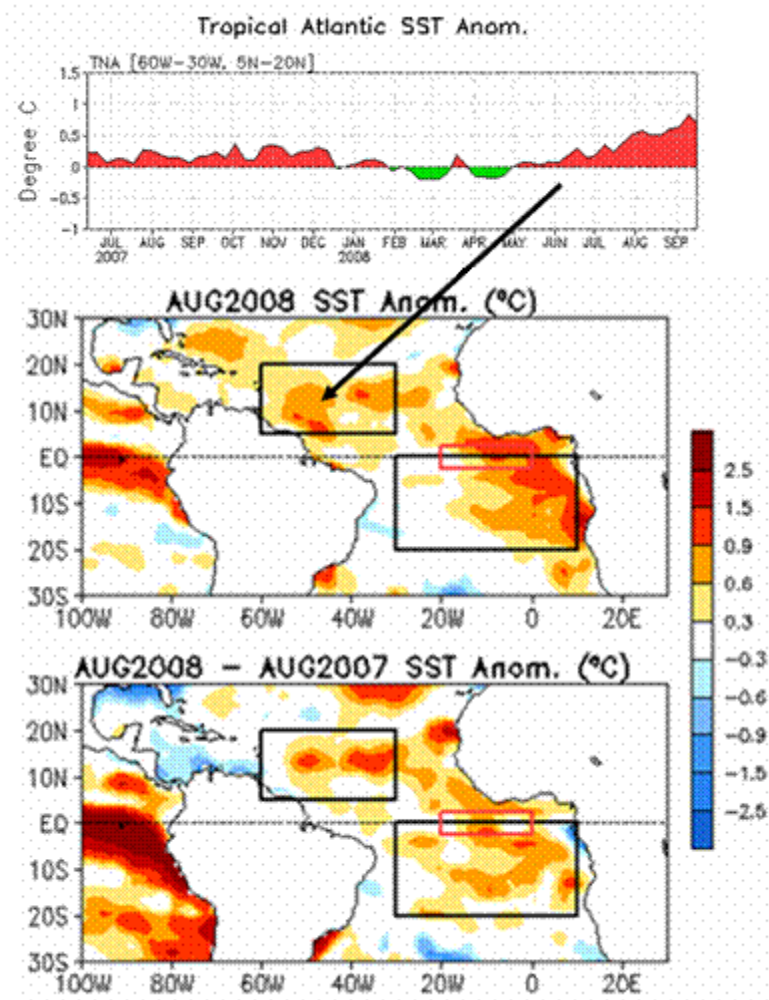 Tropical Atlantic SST Anom.
TNA [60W-30W, 5N-20N]
Degree C
1.5
1
0.5
0
-0.5
-1
JUL AUG SEP OCT NOV DEC JAN FEB MAR APR MAY JUN JUL AUG SEP
2007 2008
AUG2008 SST Anom. (°C)
30N
20N
10N
EQ
10S
20S
30S
100W 80W 60W 40W 20W 0 20E
AUG2008 - AUG2007 SST Anom. (°C)
30N
20N
10N
EQ
10S
20S
30S
100W 80W 60W 40W 20W 0 20E
2.5
1.5
0.9
0.6
0.3
-0.3
-0.6
-0.9
-1.5
-2.5